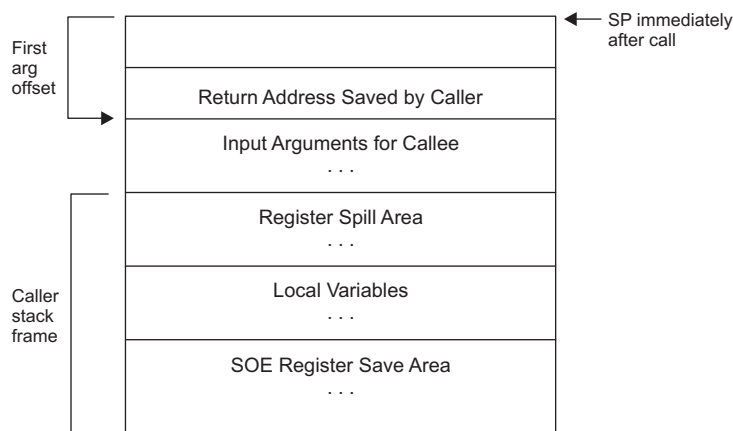 SP immediately
after call
First
arg
offset
Return Address Saved by Caller
Input Arguments for Callee
. . .
Register Spill Area
. . .
Local Variables
. . .
Caller
stack
frame
SOE Register Save Area
. . .